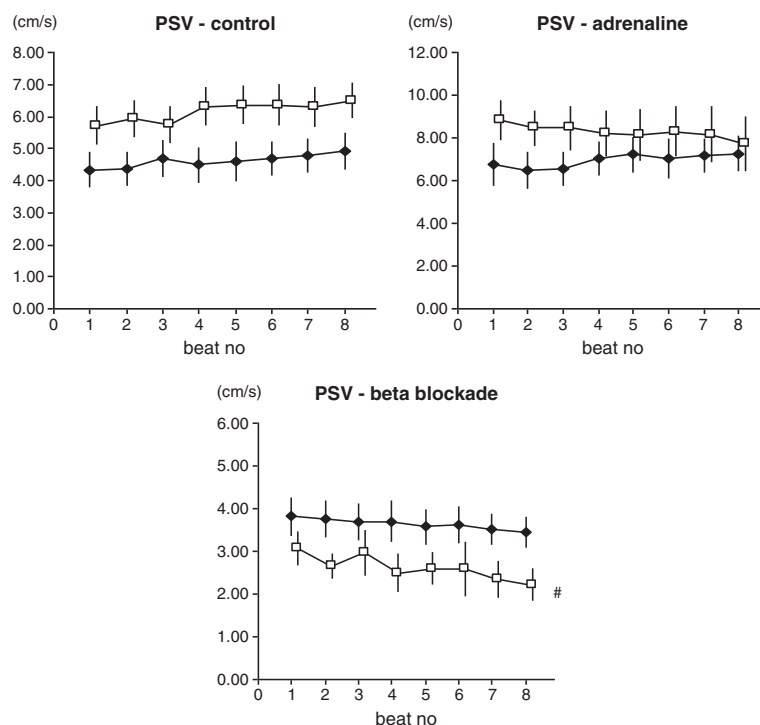 PSV - control
(cm/s)
8.00
7.00
6.00
5.00
4.00
3.00
2.00
1.00
0.00
0 1 2 3 4 5 6 7 8
beat no
PSV - adrenaline
(cm/s)
12.00
10.00
8.00
6.00
4.00
2.00
0.00
0 1 2 3 4 5 6 7 8
beat no
PSV - beta blockade
(cm/s)
6.00
5.00
4.00
3.00
2.00
1.00
0.00
#
0 1 2 3 4 5 6 7 8
beat no